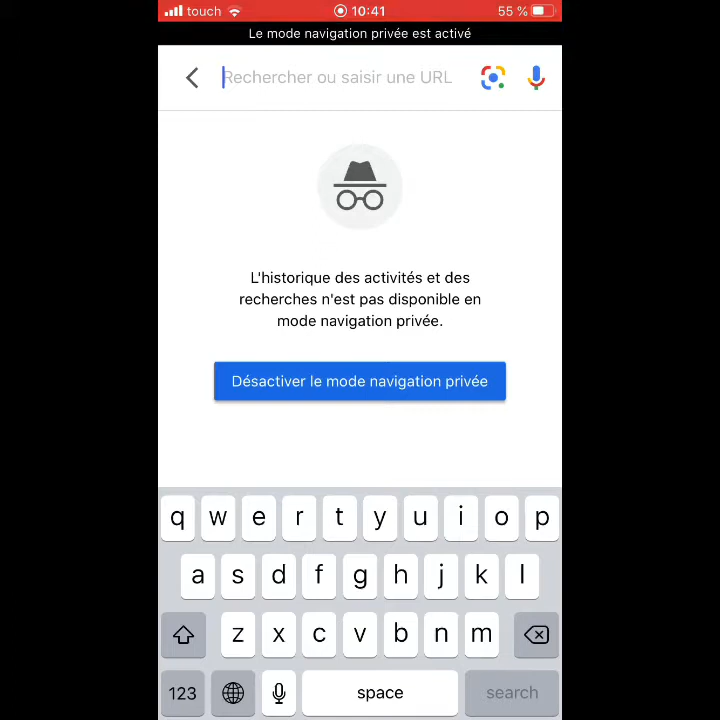 touch 10:41 55 %
Le mode navigation privée est activé
Rechercher ou saisir une URL
L'historique des activités et des
recherches n'est pas disponible en
mode navigation privée.
Désactiver le mode navigation privée
q w e r t y u i o p
a s d f g h j k l
z x c v b n m
123 space search